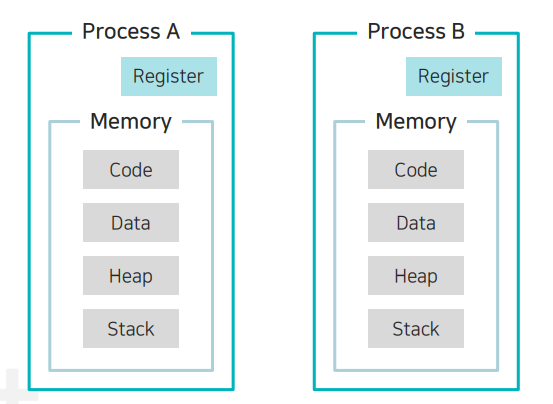 Process A
Register
Memory
Code
Data
Heap
Stack
Process B
Register
Memory
Code
Data
Heap
Stack